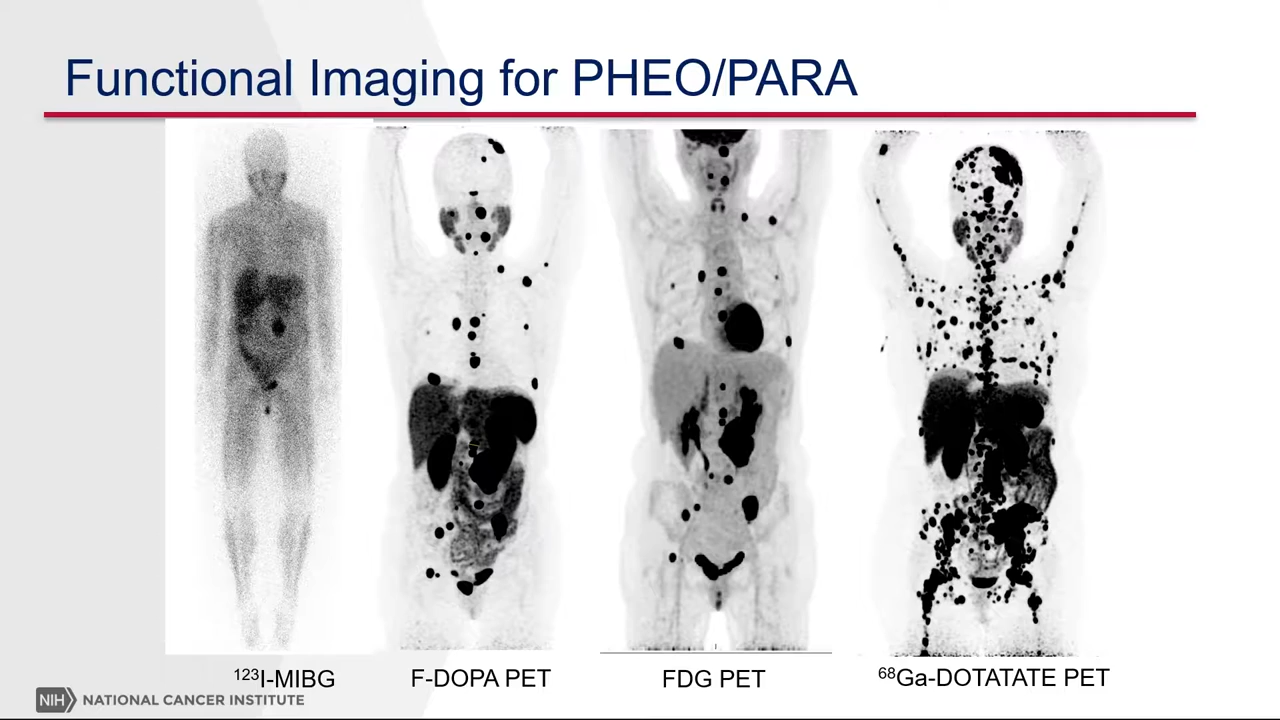 Functional Imaging for PHEO/PARA
¹²³I-MIBG
F-DOPA PET
FDG PET
⁶⁸Ga-DOTATATE PET
NIH NATIONAL CANCER INSTITUTE